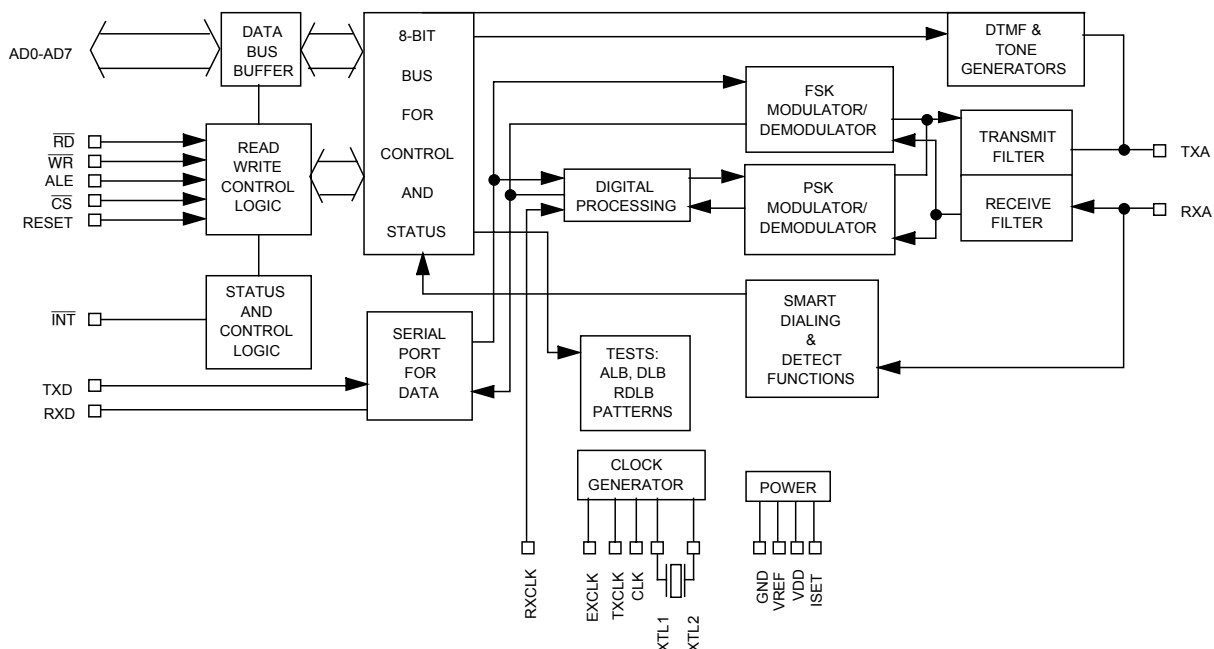 AD0-AD7
DATA
BUS
BUFFER
8-BIT
BUS
FOR
CONTROL
AND
STATUS
DTMF &
TONE
GENERATORS
FSK
MODULATOR/
DEMODULATOR
RD
WR
ALE
CS
RESET
READ
WRITE
CONTROL
LOGIC
DIGITAL
PROCESSING
PSK
MODULATOR/
DEMODULATOR
TRANSMIT
FILTER
RECEIVE
FILTER
TXA
RXA
INT
STATUS
AND
CONTROL
LOGIC
TXD
RXD
SERIAL
PORT
FOR
DATA
TESTS:
ALB, DLB
RDLB
PATTERNS
SMART
DIALING
&
DETECT
FUNCTIONS
CLOCK
GENERATOR
POWER
RXCLK
EXCLK
TXCLK
CLK
XTL1
XTL2
GND
VREF
VDD
ISET